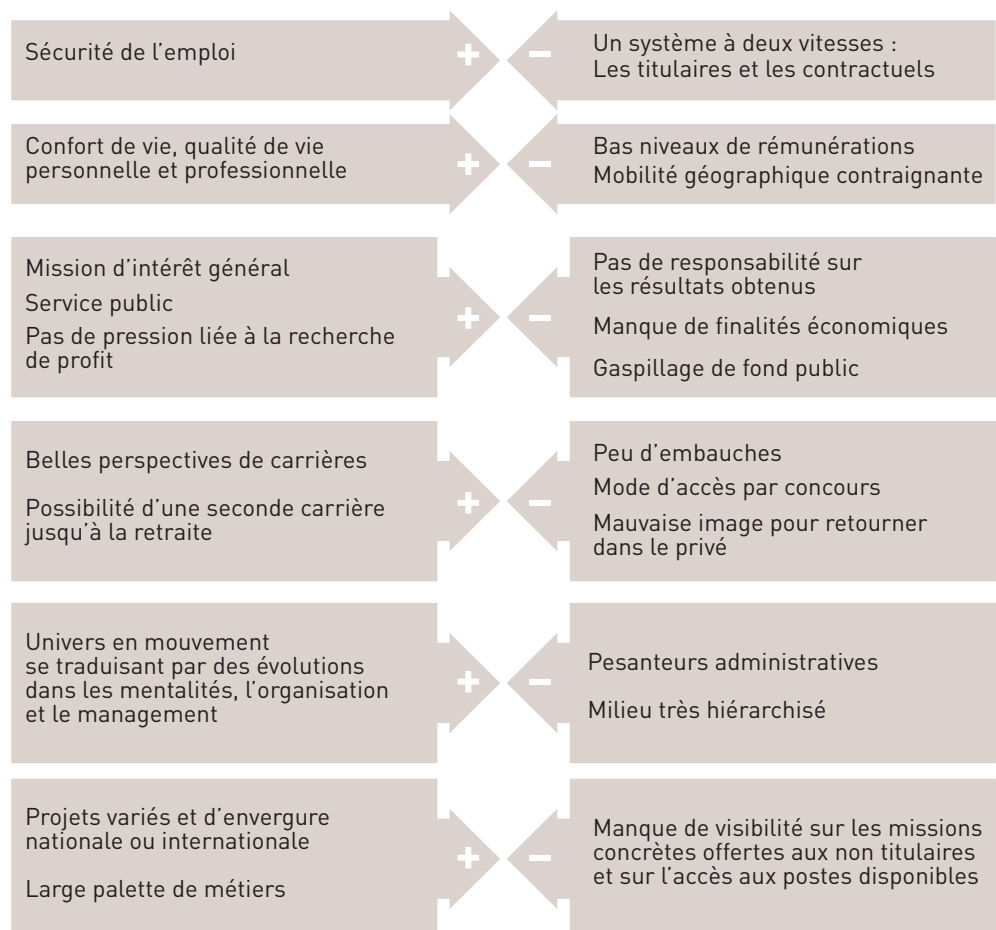 Sécurité de l'emploi
+
−
Un système à deux vitesses :
Les titulaires et les contractuels
Confort de vie, qualité de vie
personnelle et professionnelle
+
−
Bas niveaux de rémunérations
Mobilité géographique contraignante
Mission d'intérêt général
Service public
Pas de pression liée à la recherche
de profit
+
−
Pas de responsabilité sur
les résultats obtenus
Manque de finalités économiques
Gaspillage de fond public
Belles perspectives de carrières
Possibilité d'une seconde carrière
jusqu'à la retraite
+
−
Peu d'embauches
Mode d'accès par concours
Mauvaise image pour retourner
dans le privé
Univers en mouvement
se traduisant par des évolutions
dans les mentalités, l'organisation
et le management
+
−
Pesanteurs administratives
Milieu très hiérarchisé
Projets variés et d'envergure
nationale ou internationale
Large palette de métiers
+
−
Manque de visibilité sur les missions
concrètes offertes aux non titulaires
et sur l'accès aux postes disponibles